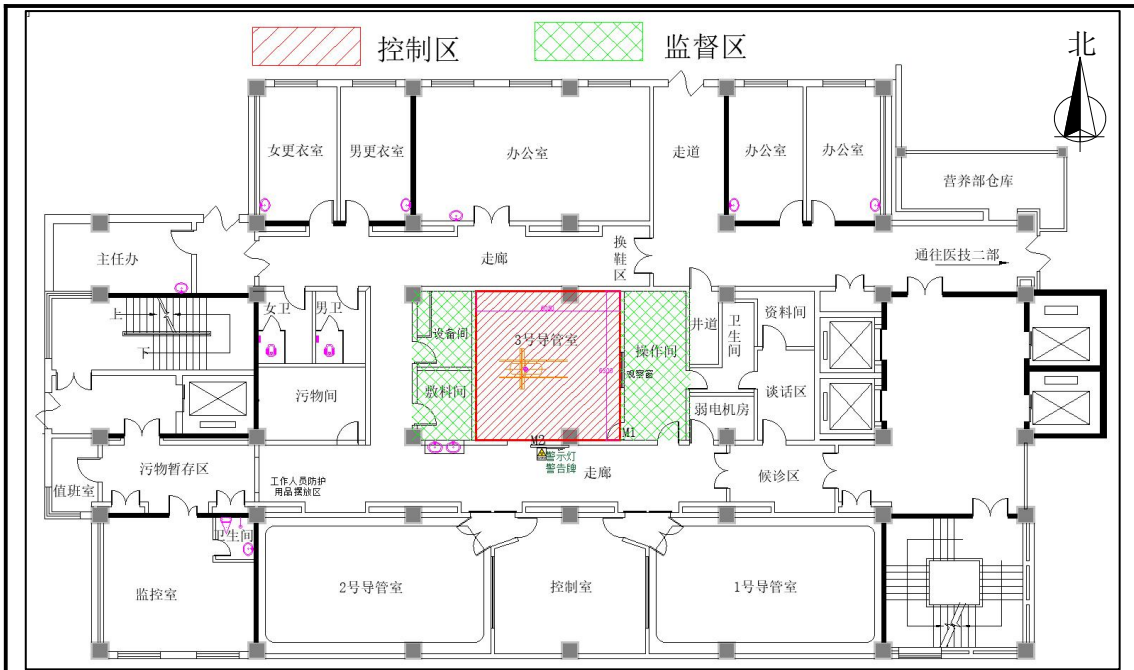 控制区
监督区
北
女更衣室
男更衣室
办公室
走道
办公室
办公室
营养部仓库
主任办
走廊
换鞋区
通往医技二部
上
下
女卫
男卫
设备间
3号导管室
操作间
井道
卫生间
资料间
观察窗
敷料间
污物间
谈话区
弱电机房
M2
M1
警示灯
警告牌
污物暂存区
值班室
工作人员防护
用品摆放区
走廊
候诊区
卫生间
监控室
2号导管室
控制室
1号导管室